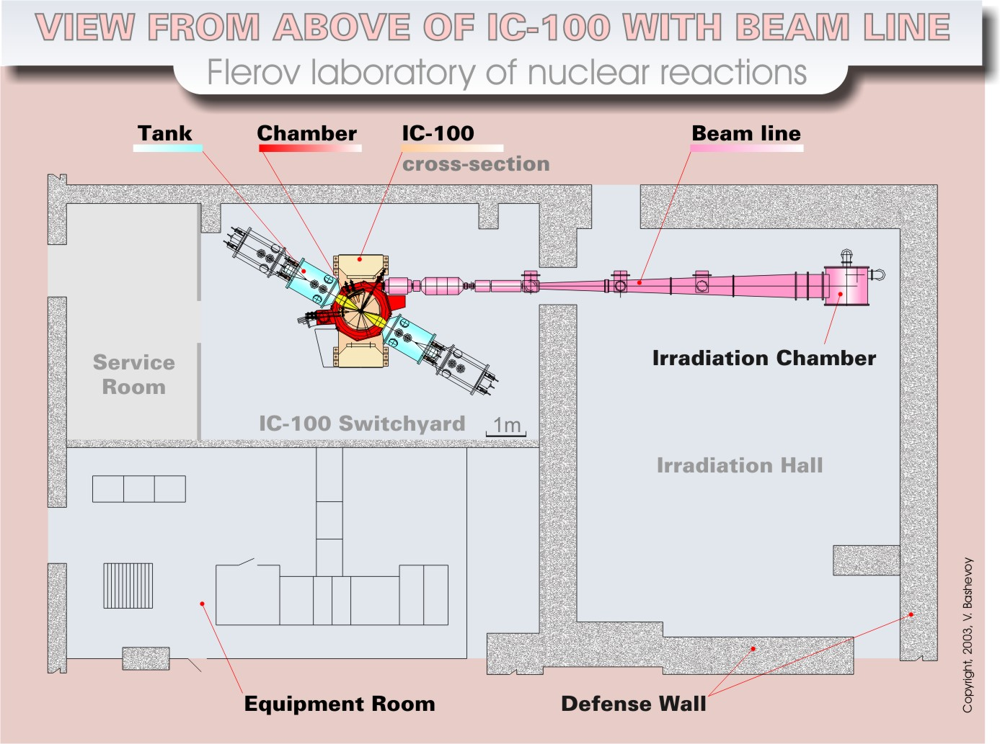 VIEW FROM ABOVE OF IC-100 WITH BEAM LINE
Flerov laboratory of nuclear reactions
Tank
Chamber
IC-100
cross-section
Beam line
Irradiation Chamber
Service
Room
IC-100 Switchyard
1m
Irradiation Hall
Equipment Room
Defense Wall
Copyright, 2003, V. Bashevoy